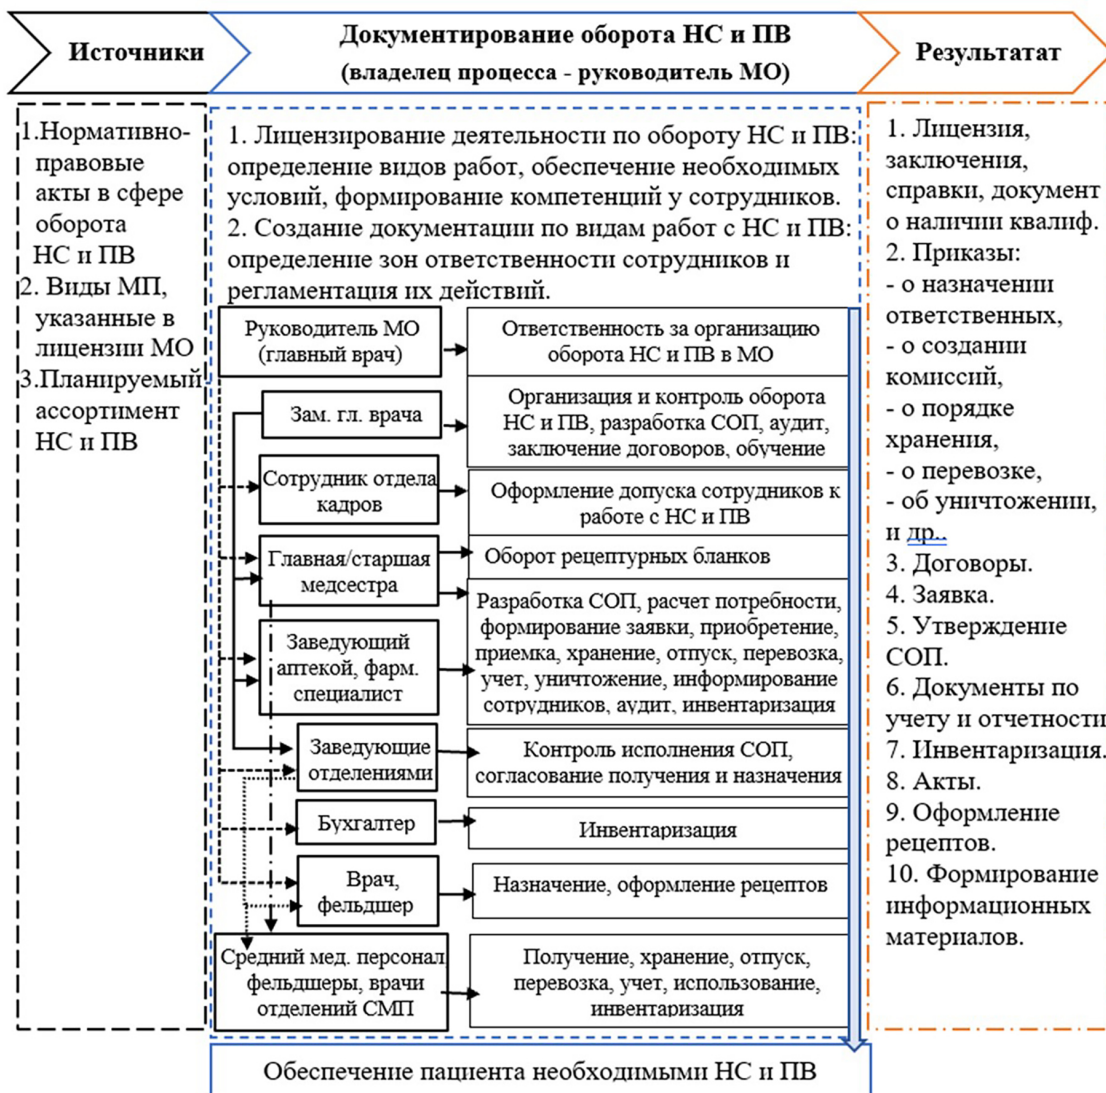 Источники
Документирование оборота НС и ПВ
(владелец процесса - руководитель МО)
Результатат
1.Нормативно-
правовые
акты в сфере
оборота
НС и ПВ
2. Виды МП,
указанные в
лицензии МО
3.Планируемый
ассортимент
НС и ПВ
1. Лицензирование деятельности по обороту НС и ПВ:
определение видов работ, обеспечение необходимых
условий, формирование компетенций у сотрудников.
2. Создание документации по видам работ с НС и ПВ:
определение зон ответственности сотрудников и
регламентация их действий.
Руководитель МО
(главный врач)
Ответственность за организацию
оборота НС и ПВ в МО
Зам. гл. врача
Организация и контроль оборота
НС и ПВ, разработка СОП, аудит,
заключение договоров, обучение
Сотрудник отдела
кадров
Оформление допуска сотрудников к
работе с НС и ПВ
Главная/старшая
медсестра
Оборот рецептурных бланков
Разработка СОП, расчет потребности,
формирование заявки, приобретение,
приемка, хранение, отпуск, перевозка,
учет, уничтожение, информирование
сотрудников, аудит, инвентаризация
Заведующий
аптекой, фарм.
специалист
Заведующие
отделениями
Контроль исполнения СОП,
согласование получения и назначения
Бухгалтер
Инвентаризация
Врач,
фельдшер
Назначение, оформление рецептов
Средний мед. персонал
фельдшеры, врачи
отделений СМП
Получение, хранение, отпуск,
перевозка, учет, использование,
инвентаризация
Обеспечение пациента необходимыми НС и ПВ
1. Лицензия,
заключения,
справки, документ
о наличии квалиф.
2. Приказы:
- о назначении
ответственных,
- о создании
комиссий,
- о порядке
хранения,
- о перевозке,
- об уничтожении,
и др..
3. Договоры.
4. Заявка.
5. Утверждение
СОП.
6. Документы по
учету и отчетности
7. Инвентаризация.
8. Акты.
9. Оформление
рецептов.
10. Формирование
информационных
материалов.